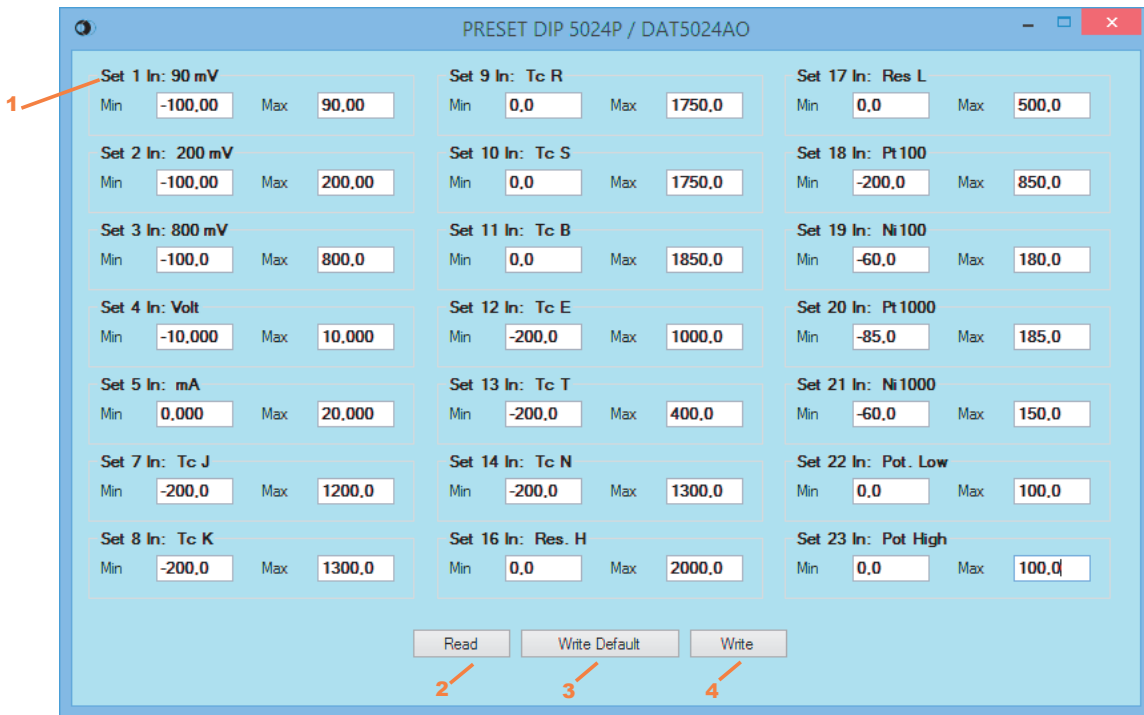 PRESET DIP 5024P / DAT5024AO
1
Set 1 In: 90 mV
Min -100,00 Max 90,00
Set 2 In: 200 mV
Min -100,00 Max 200,00
Set 3 In: 800 mV
Min -100,0 Max 800,0
Set 4 In: Volt
Min -10,000 Max 10,000
Set 5 In: mA
Min 0,000 Max 20,000
Set 7 In: Tc J
Min -200,0 Max 1200,0
Set 8 In: Tc K
Min -200,0 Max 1300,0
Set 9 In: Tc R
Min 0,0 Max 1750,0
Set 10 In: Tc S
Min 0,0 Max 1750,0
Set 11 In: Tc B
Min 0,0 Max 1850,0
Set 12 In: Tc E
Min -200,0 Max 1000,0
Set 13 In: Tc T
Min -200,0 Max 400,0
Set 14 In: Tc N
Min -200,0 Max 1300,0
Set 16 In: Res. H
Min 0,0 Max 2000,0
Set 17 In: Res L
Min 0,0 Max 500,0
Set 18 In: Pt100
Min -200,0 Max 850,0
Set 19 In: Ni100
Min -60,0 Max 180,0
Set 20 In: Pt1000
Min -85,0 Max 185,0
Set 21 In: Ni1000
Min -60,0 Max 150,0
Set 22 In: Pot. Low
Min 0,0 Max 100,0
Set 23 In: Pot High
Min 0,0 Max 100,0
Read Write Default Write
2 3 4